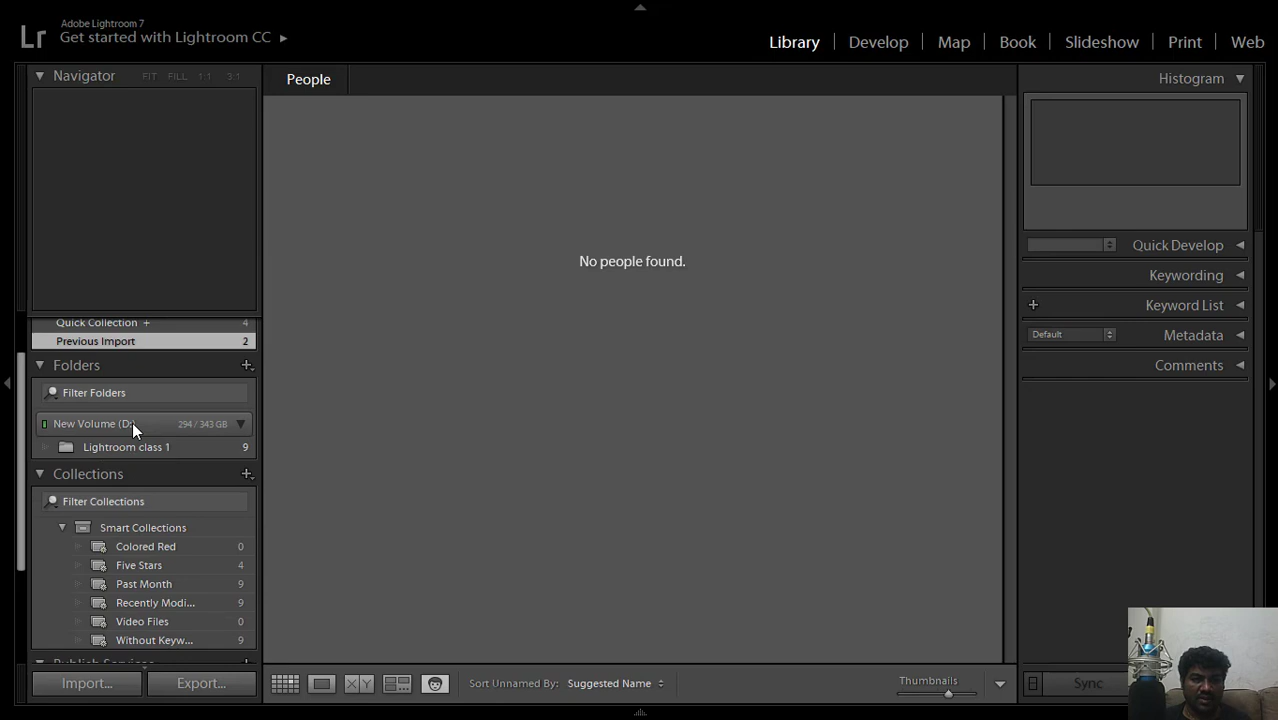 Adobe Lightroom 7
Lr
Get started with Lightroom CC
Library
Develop
Map
Book
Slideshow
Print
Web
Navigator
FIT
FILL
1:1
3:1
People
Histogram
No people found.
Quick Develop
Keywording
Keyword List
Default
Metadata
Comments
Quick Collection +
4
Previous Import
2
Folders
Filter Folders
New Volume (D:)
294 / 343 GB
Lightroom class 1
9
Collections
Filter Collections
Smart Collections
Colored Red
0
Five Stars
4
Past Month
9
Recently Modi...
9
Video Files
0
Without Keyw...
9
Import...
Export...
Sort Unnamed By:
Suggested Name
Thumbnails
Sync